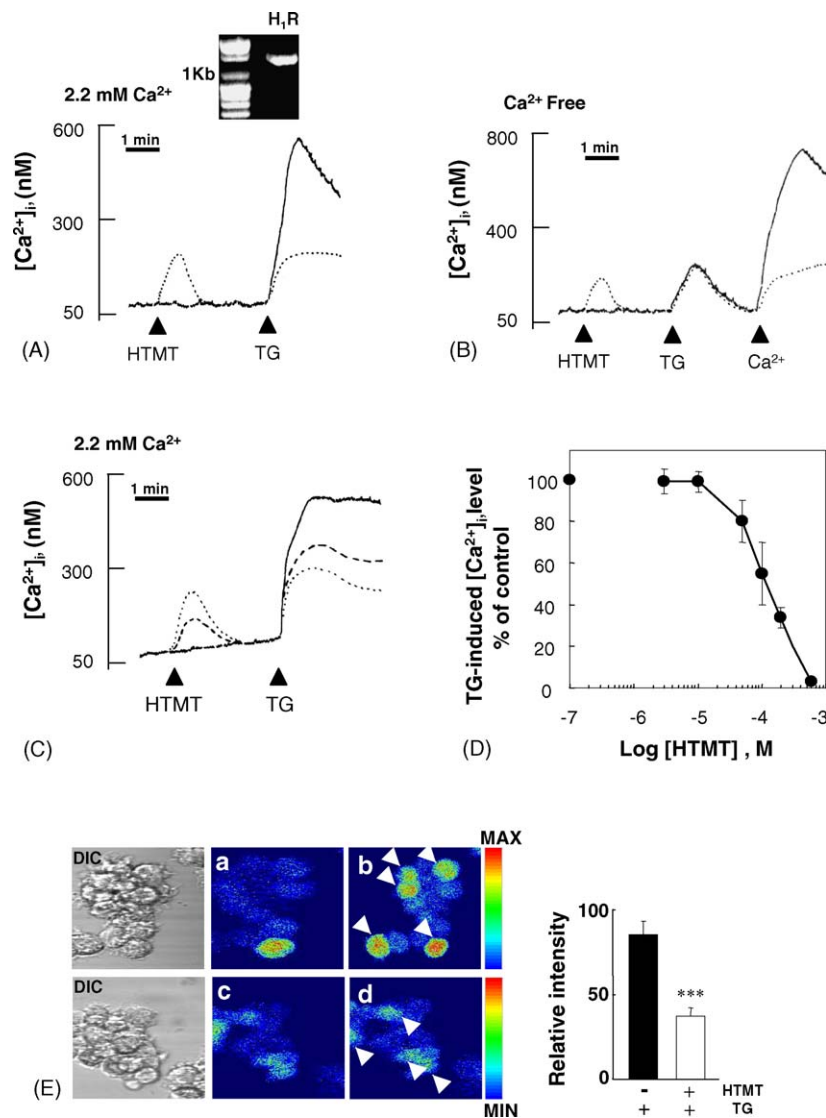 H₁R
1Kb
2.2 mM Ca²⁺
600
300
50
1 min
[Ca²⁺]i, (nM)
HTMT
TG
(A)
Ca²⁺ Free
800
400
50
1 min
[Ca²⁺]i, (nM)
HTMT
TG
Ca²⁺
(B)
2.2 mM Ca²⁺
600
300
50
1 min
[Ca²⁺]i, (nM)
HTMT
TG
(C)
TG-induced [Ca²⁺]i, level
% of control
100
80
60
40
20
0
-7
-5
-4
-3
Log [HTMT] , M
(D)
DIC
a
b
MAX
DIC
c
d
MIN
(E)
Relative intensity
100
50
0
***
- + HTMT
+ + TG